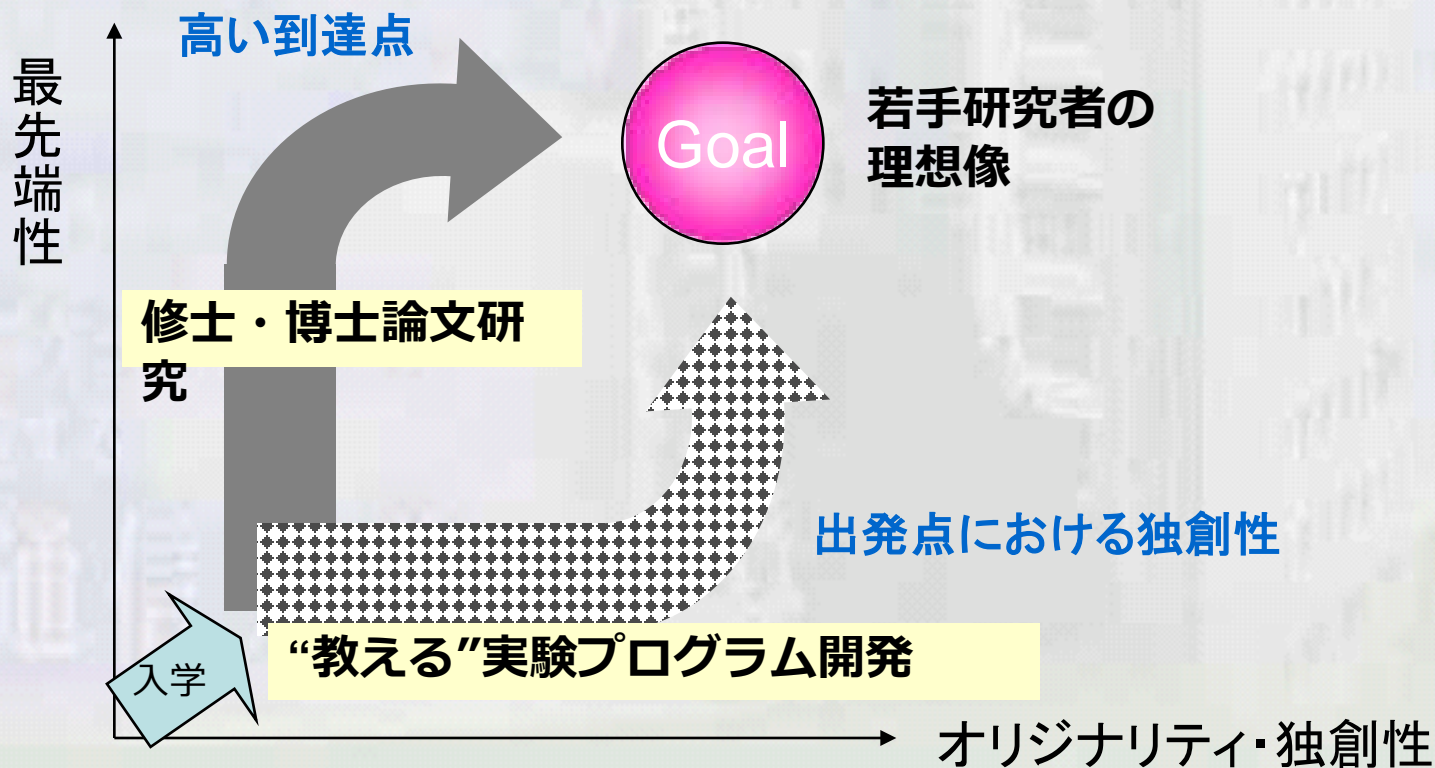 高い到達点
最先端性
Goal
若手研究者の
理想像
修士・博士論文研
究
出発点における独創性
“教える”実験プログラム開発
入学
オリジナリティ・独創性